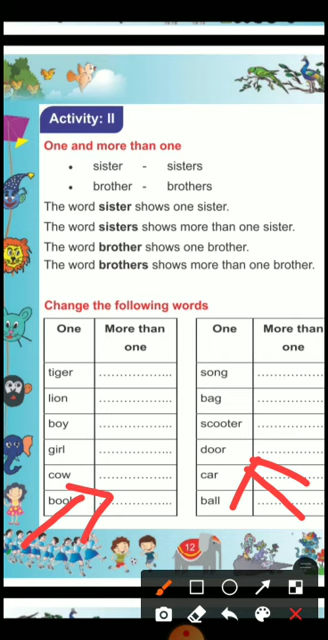 Activity: II
One and more than one
• sister - sisters
• brother - brothers
The word sister shows one sister.
The word sisters shows more than one sister.
The word brother shows one brother.
The word brothers shows more than one brother.
Change the following words
One More than one One More than one
tiger .................. song ..................
lion .................. bag ..................
boy .................. scooter ..................
girl .................. door ..................
cow .................. car ..................
book .................. ball ..................
12